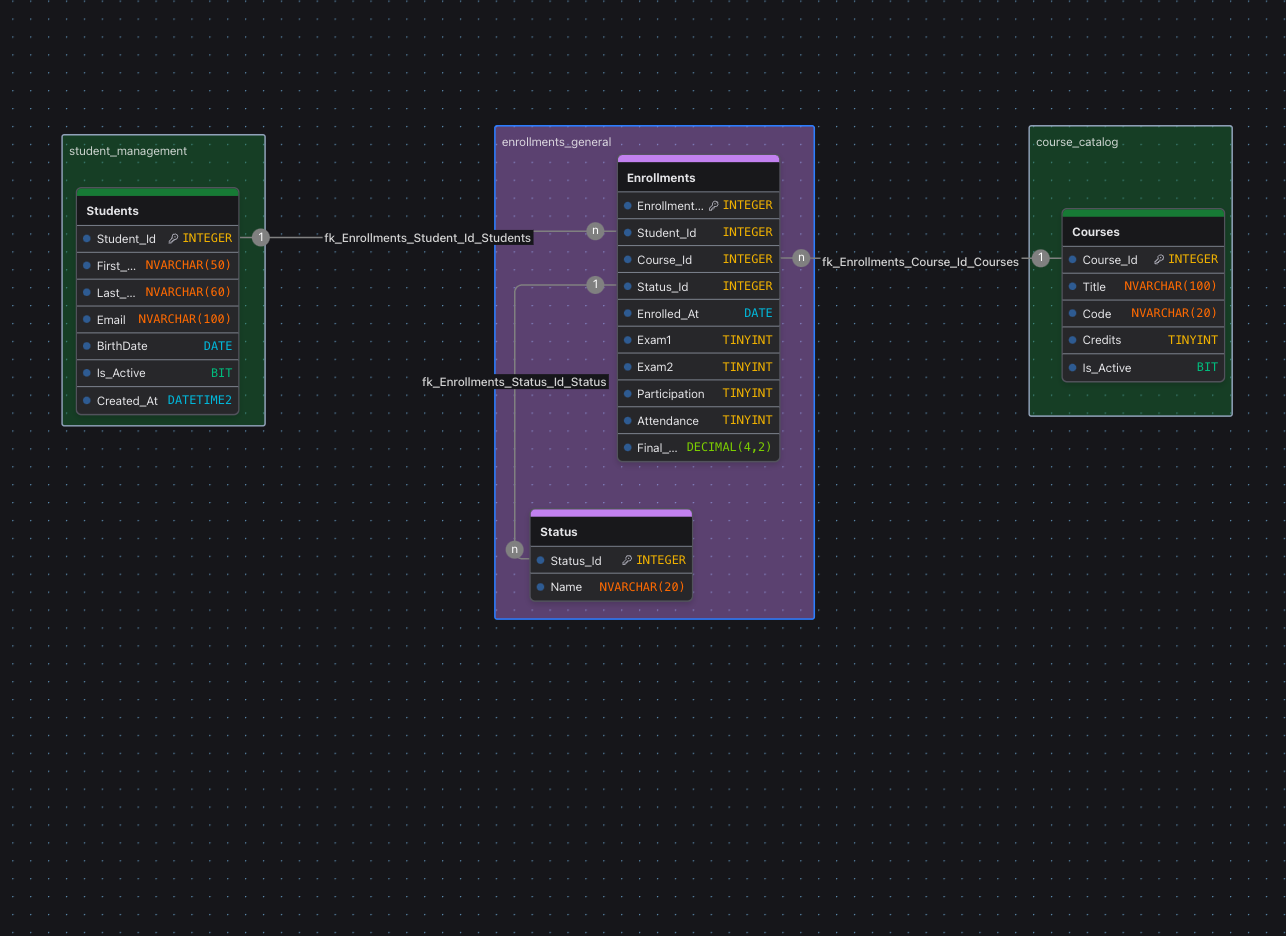 student_management
Students
Student_Id INTEGER
First_... NVARCHAR(50)
Last_... NVARCHAR(60)
Email NVARCHAR(100)
BirthDate DATE
Is_Active BIT
Created_At DATETIME2
1
fk_Enrollments_Student_Id_Students
n
enrollments_general
Enrollments
Enrollment... INTEGER
Student_Id INTEGER
Course_Id INTEGER
Status_Id INTEGER
Enrolled_At DATE
Exam1 TINYINT
Exam2 TINYINT
Participation TINYINT
Attendance TINYINT
Final_... DECIMAL(4,2)
1
fk_Enrollments_Status_Id_Status
n
Status
Status_Id INTEGER
Name NVARCHAR(20)
n
fk_Enrollments_Course_Id_Courses
1
course_catalog
Courses
Course_Id INTEGER
Title NVARCHAR(100)
Code NVARCHAR(20)
Credits TINYINT
Is_Active BIT